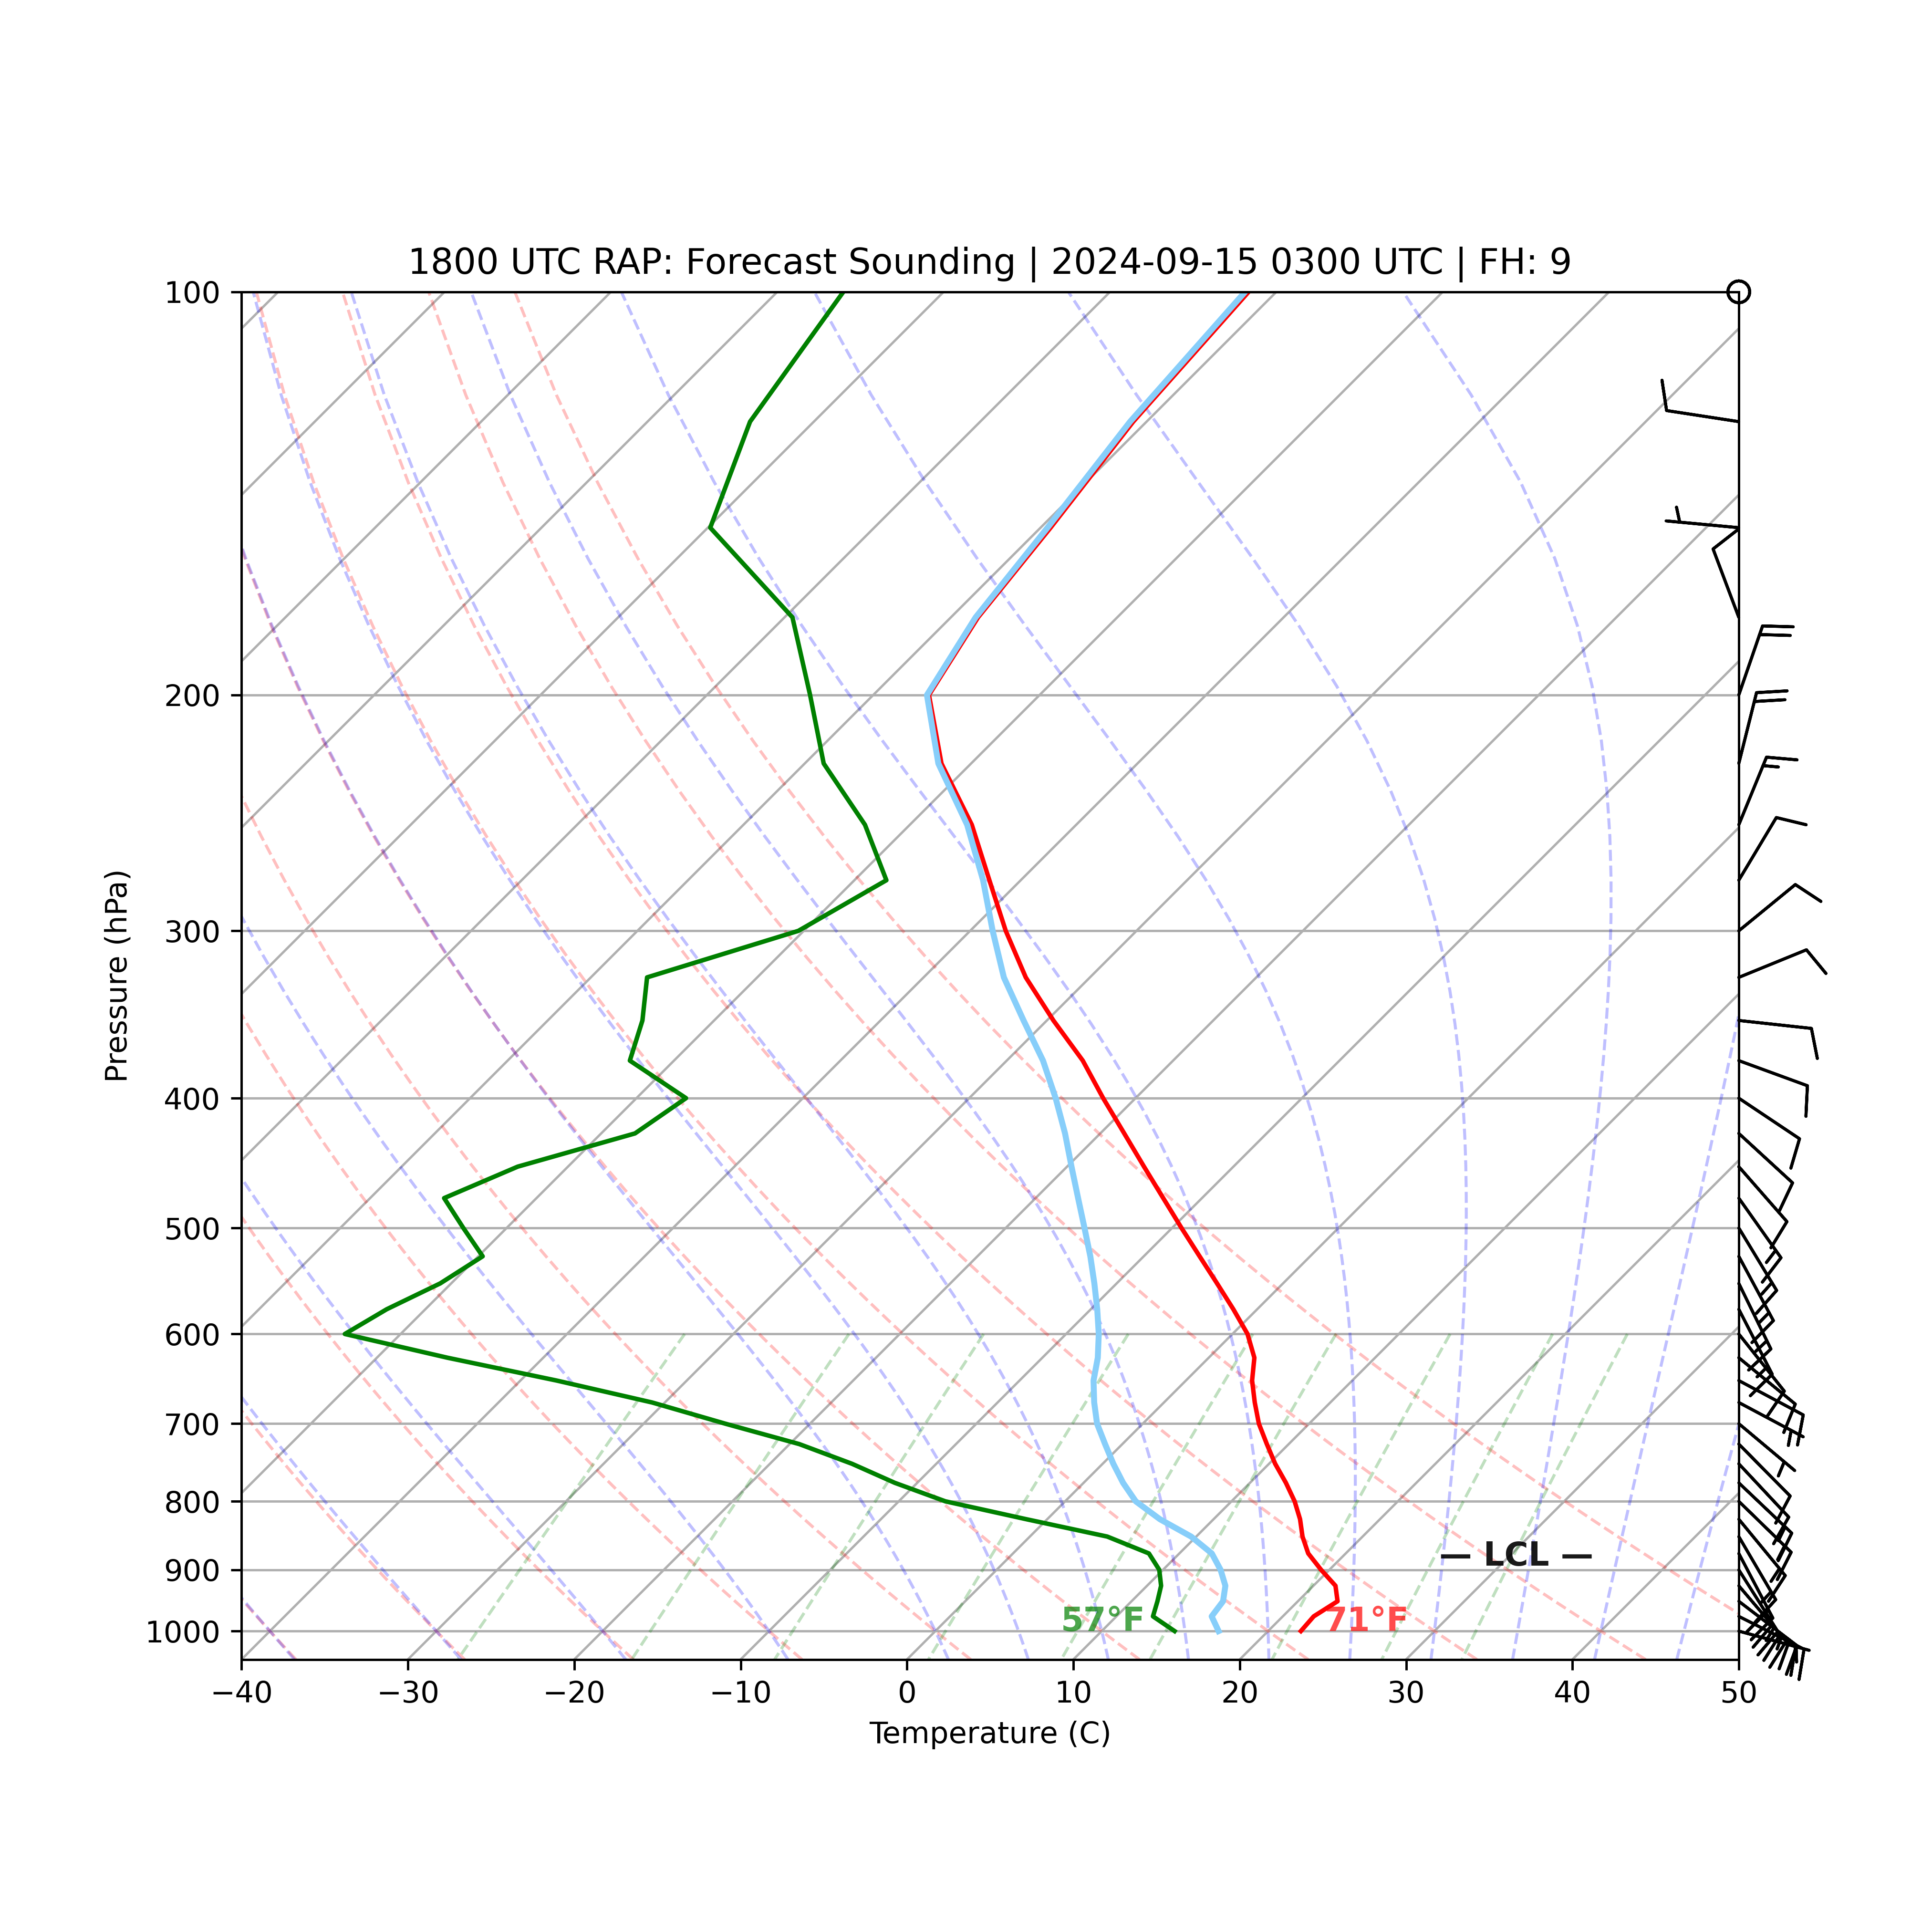 1800 UTC RAP: Forecast Sounding | 2024-09-15 0300 UTC | FH: 9
100
200
300
400
500
600
700
800
900
1000
Pressure (hPa)
— LCL —
57°F
71°F
−40 −30 −20 −10 0 10 20 30 40 50
Temperature (C)